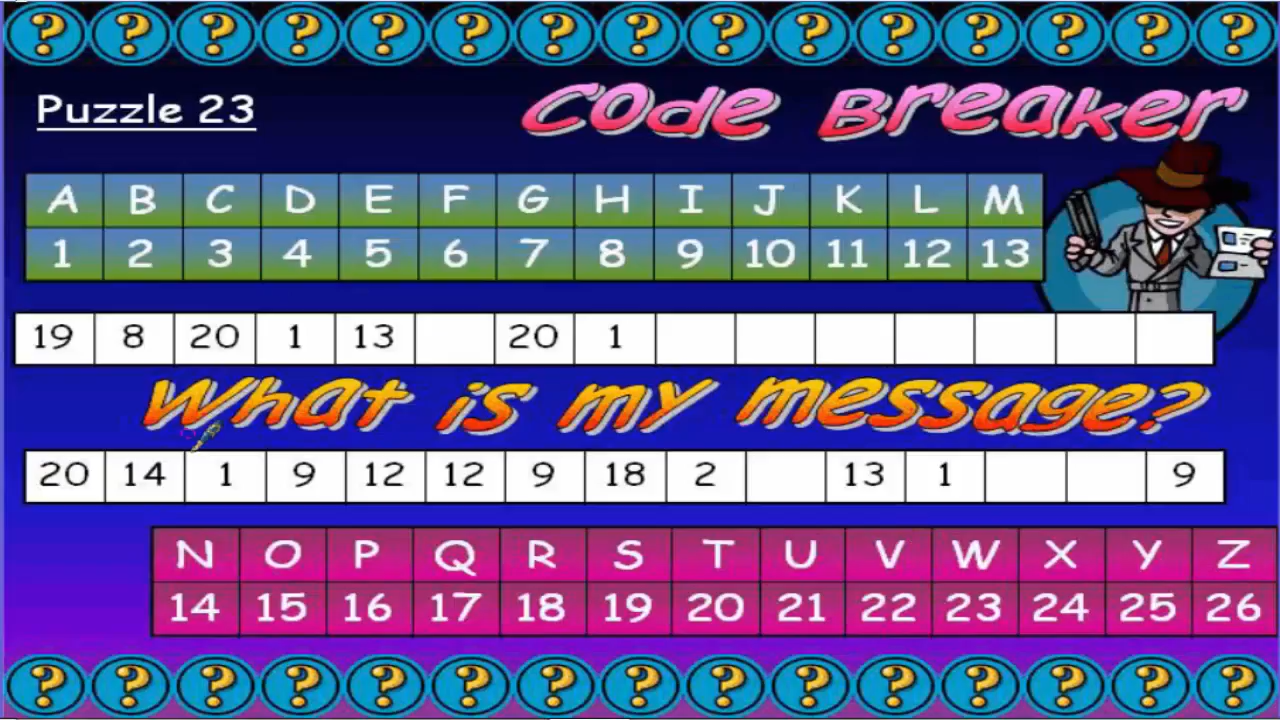 ? ? ? ? ? ? ? ? ? ? ? ? ? ? ?
Puzzle 23 Code Breaker
A B C D E F G H I J K L M
1 2 3 4 5 6 7 8 9 10 11 12 13
19 8 20 1 13 20 1
What is my message?
20 14 1 9 12 12 9 18 2 13 1 9
N O P Q R S T U V W X Y Z
14 15 16 17 18 19 20 21 22 23 24 25 26
? ? ? ? ? ? ? ? ? ? ? ? ? ? ?